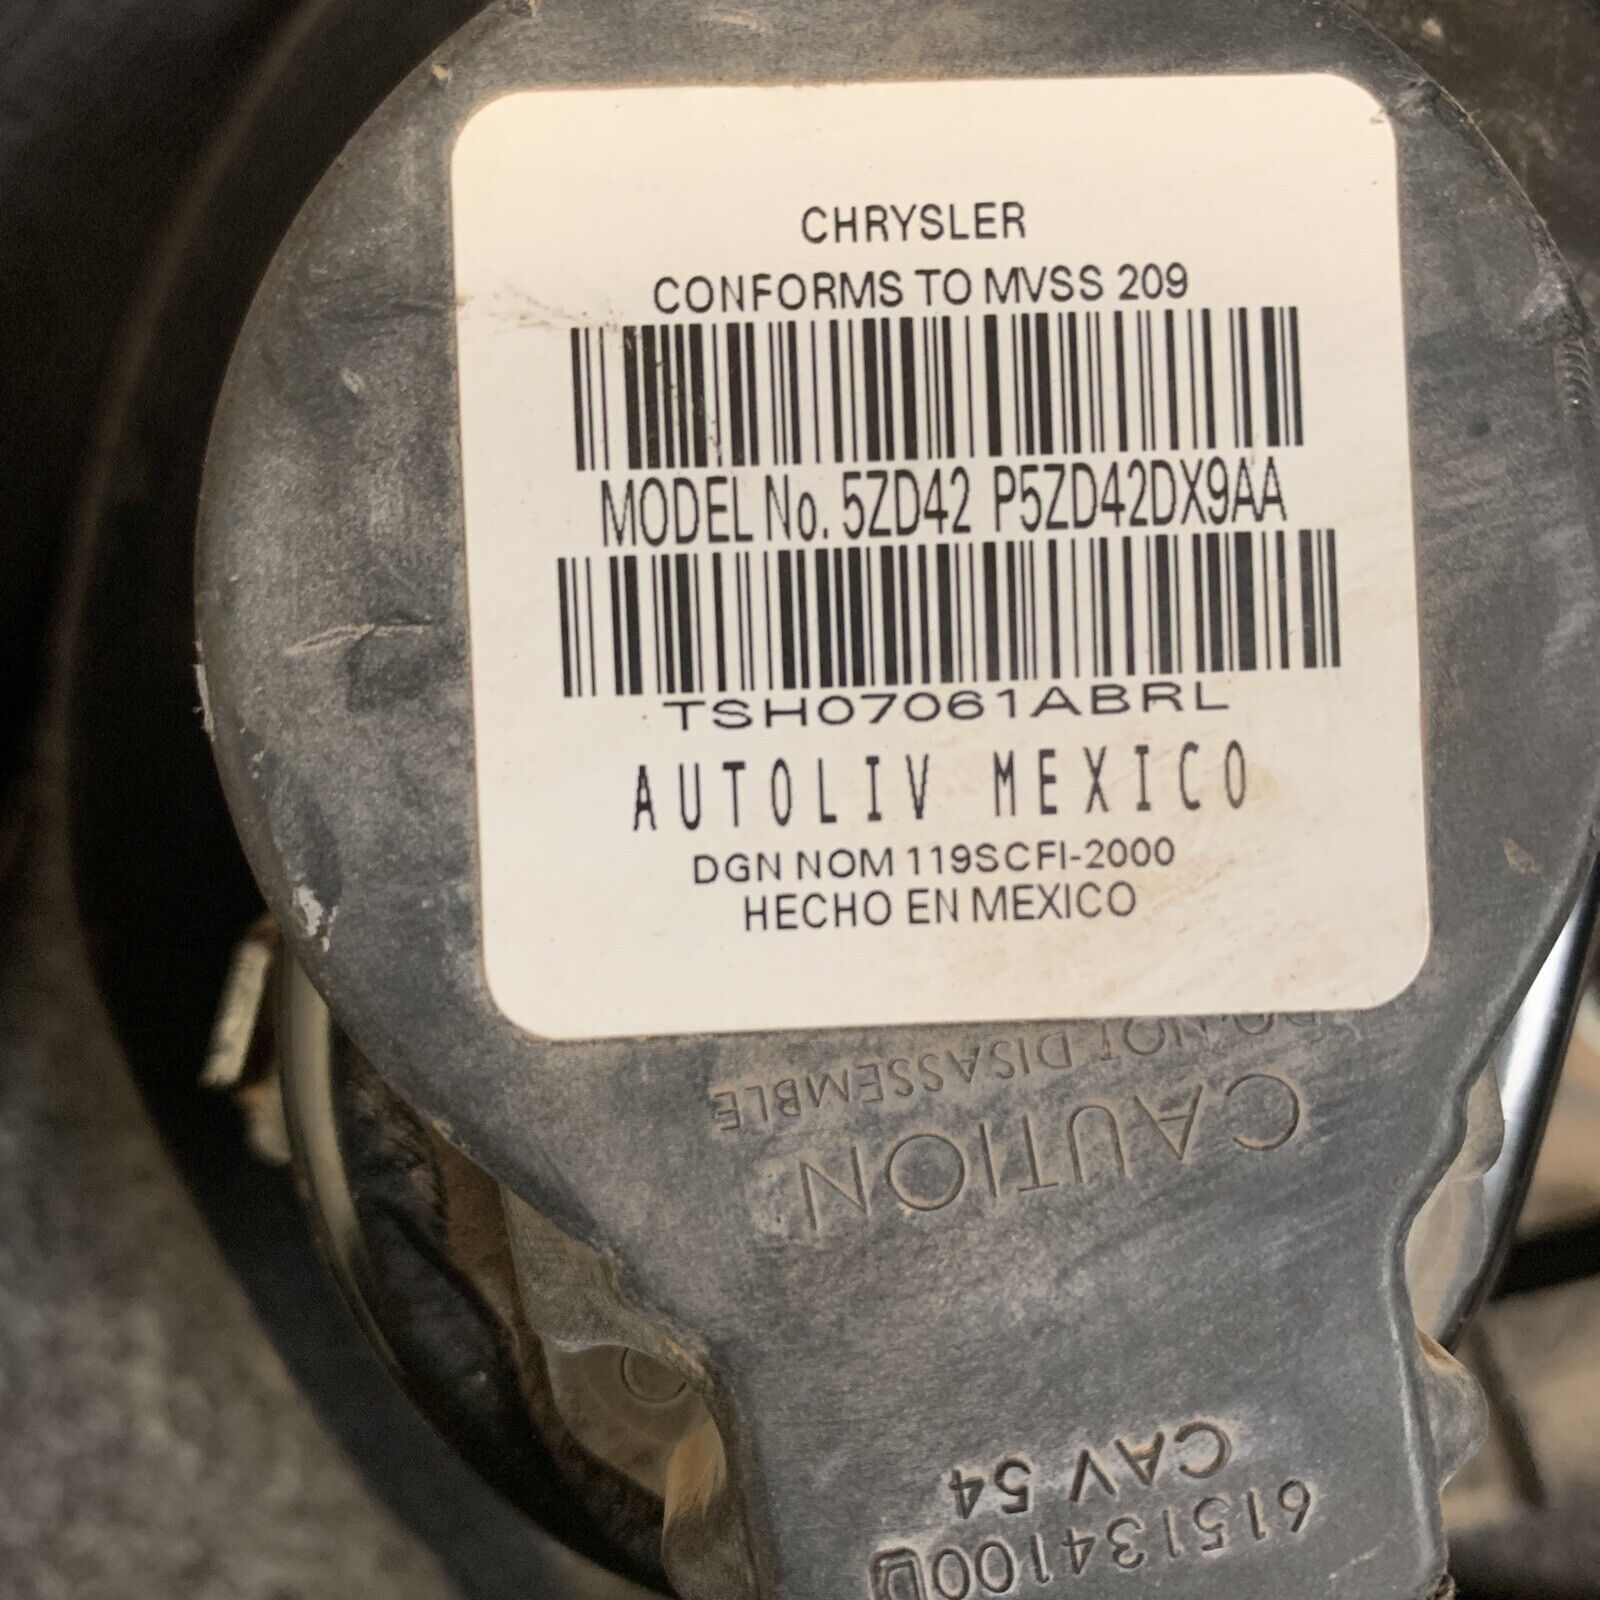 CHRYSLER
CONFORMS TO MVSS 209
MODEL No. 5ZD42 P5ZD42DX9AA
TSH07061ABRL
AUTOLIV MEXICO
DGN NOM 119SCFI-2000
HECHO EN MEXICO
CAUTION
DO NOT DISASSEMBLE
615134100
CAV 54